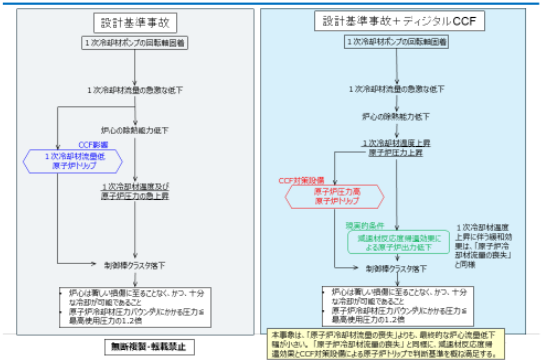 設計基準事故
1次冷却材ポンプの回転軸固着
1次冷却材流量の急激な低下
炉心の除熱能力低下
CCF影響
1次冷却材流量低
原子炉トリップ
1次冷却材温度及び
原子炉圧力の急上昇
制御棒クラスタ落下
• 炉心は著しい損傷に至ることなく、かつ、十分
な冷却が可能であること
• 原子炉冷却材圧力バウンダリにかかる圧力≦
最高使用圧力の1.2倍
無断複製・転載禁止
設計基準事故+ディジタルCCF
1次冷却材ポンプの回転軸固着
1次冷却材流量の急激な低下
炉心の除熱能力低下
1次冷却材温度上昇
原子炉圧力上昇
CCF対策設備
原子炉圧力高
原子炉トリップ
現実的条件
減速材反応度帰還効果に
よる原子炉出力低下
1次冷却材温度
上昇に伴う緩和効
果は、「原子炉冷
却材流量の喪失」
と同様
制御棒クラスタ落下
• 炉心は著しい損傷に至ることなく、かつ、十分
な冷却が可能であること
• 原子炉冷却材圧力バウンダリにかかる圧力≦
最高使用圧力の1.2倍
本事象は、「原子炉冷却材流量の喪失」よりも、最終的な炉心流量低下
幅が小さい。「原子炉冷却材流量の喪失」と同様に、減速材反応度帰
還効果とCCF対策設備による原子炉トリップで判断基準を概ね満足する。